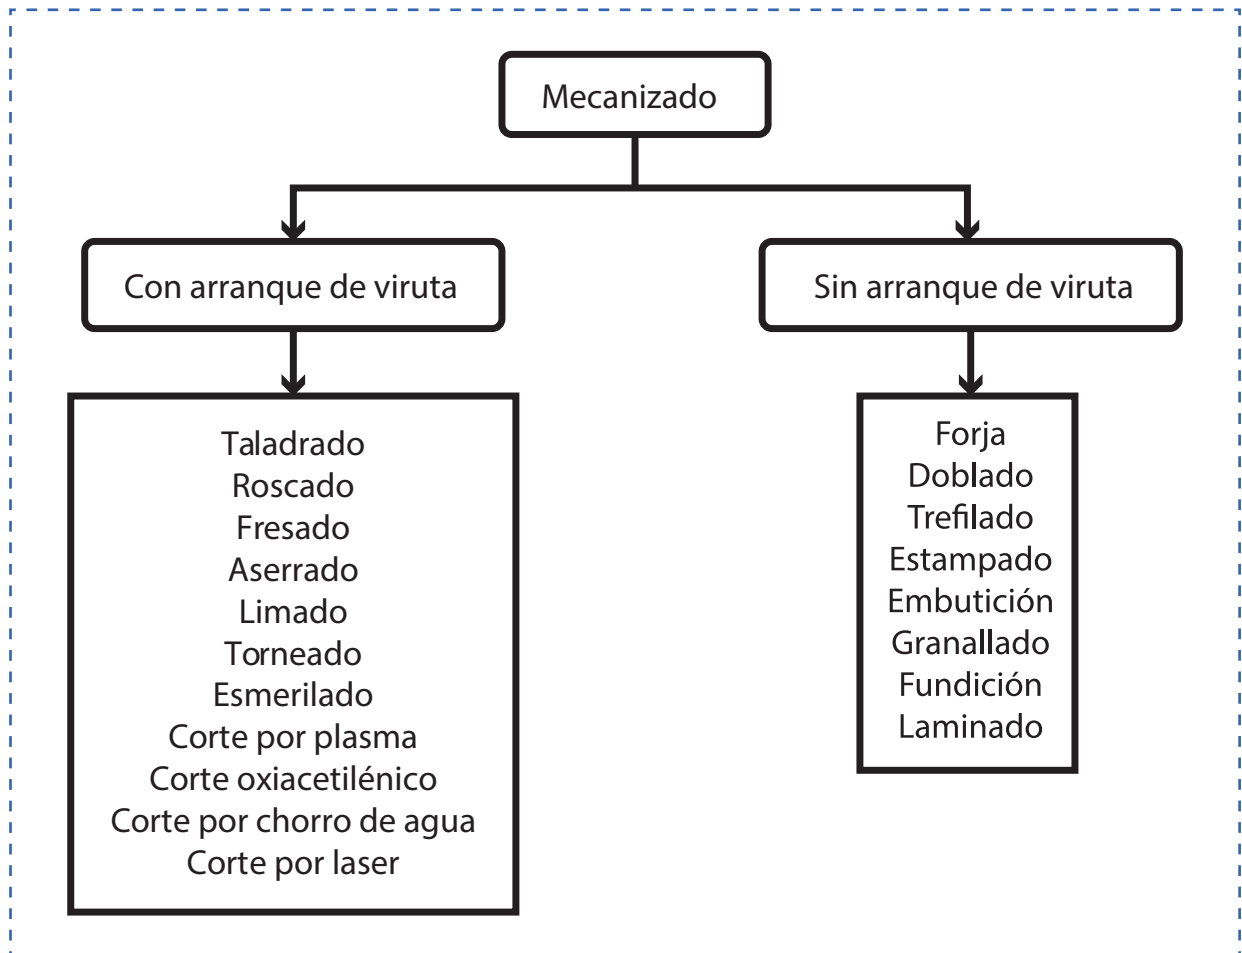 Mecanizado
Con arranque de viruta
Sin arranque de viruta
Taladrado
Roscado
Fresado
Aserrado
Limado
Torneado
Esmerilado
Corte por plasma
Corte oxiacetilénico
Corte por chorro de agua
Corte por laser
Forja
Doblado
Trefilado
Estampado
Embutición
Granallado
Fundición
Laminado